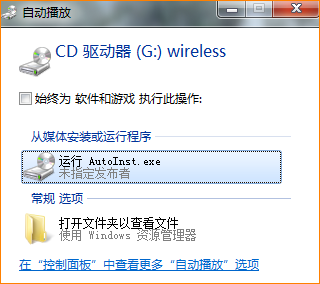 自动播放
CD 驱动器 (G:) wireless
始终为 软件和游戏 执行此操作:
从媒体安装或运行程序
运行 AutoInst.exe
未指定发布者
常规 选项
打开文件夹以查看文件
使用 Windows 资源管理器
在“控制面板”中查看更多“自动播放”选项